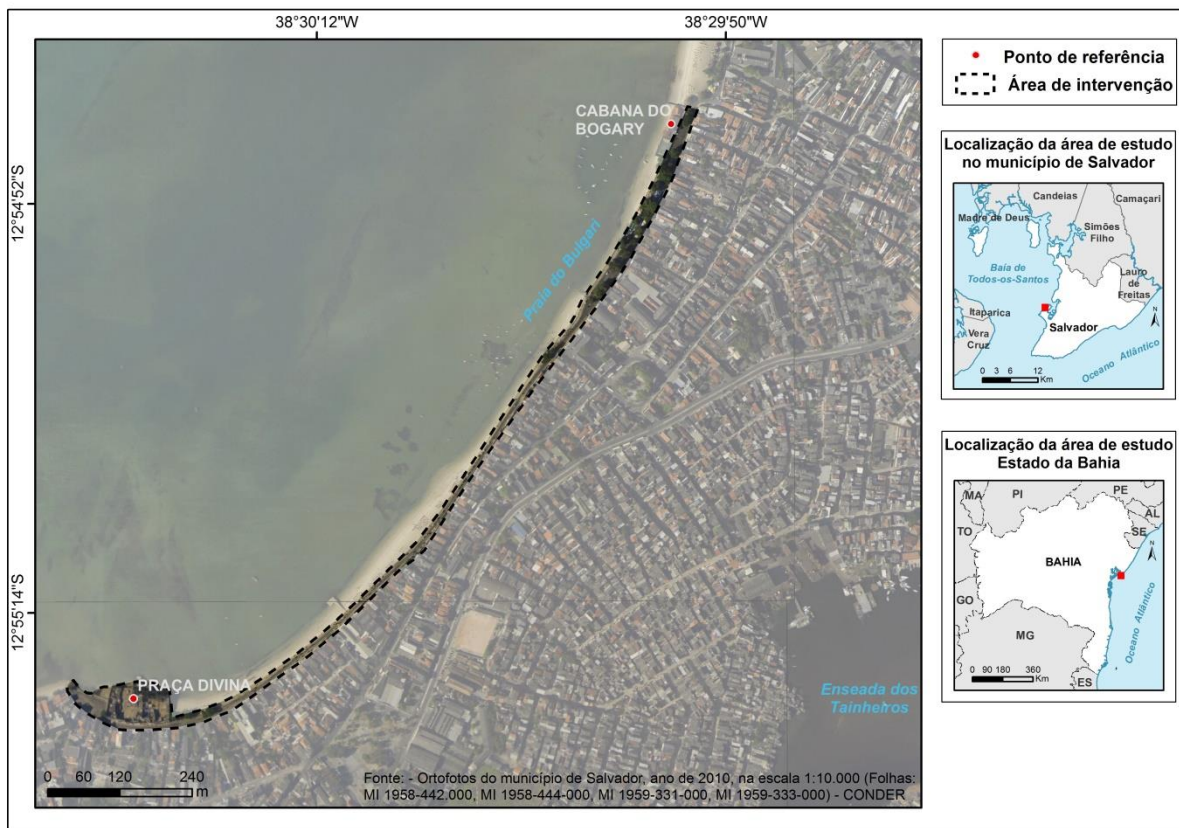 38°30'12"W
38°29'50"W
12°54'52"S
12°55'14"S
CABANA DO
BOGARY
Praia do Bulgari
PRAÇA DIVINA
Enseada dos
Tainheiros
0 60 120 240
m
Fonte: - Ortofotos do município de Salvador, ano de 2010, na escala 1:10.000 (Folhas:
MI 1958-442.000, MI 1958-444-000, MI 1959-331-000, MI 1959-333-000) - CONDER
Ponto de referência
Área de intervenção
Localização da área de estudo
no município de Salvador
Candeias
Camaçari
Madre de Deus
Simões
Filho
Baía de
Todos-os-Santos
Lauro
de
Freitas
Itaparica
Vera
Cruz
Salvador
N
Oceano Atlântico
0 3 6 12
Km
Localização da área de estudo
Estado da Bahia
MA
PI
PE
AL
SE
TO
N
BAHIA
GO
MG
Oceano Atlântico
0 90 180 360
Km
ES